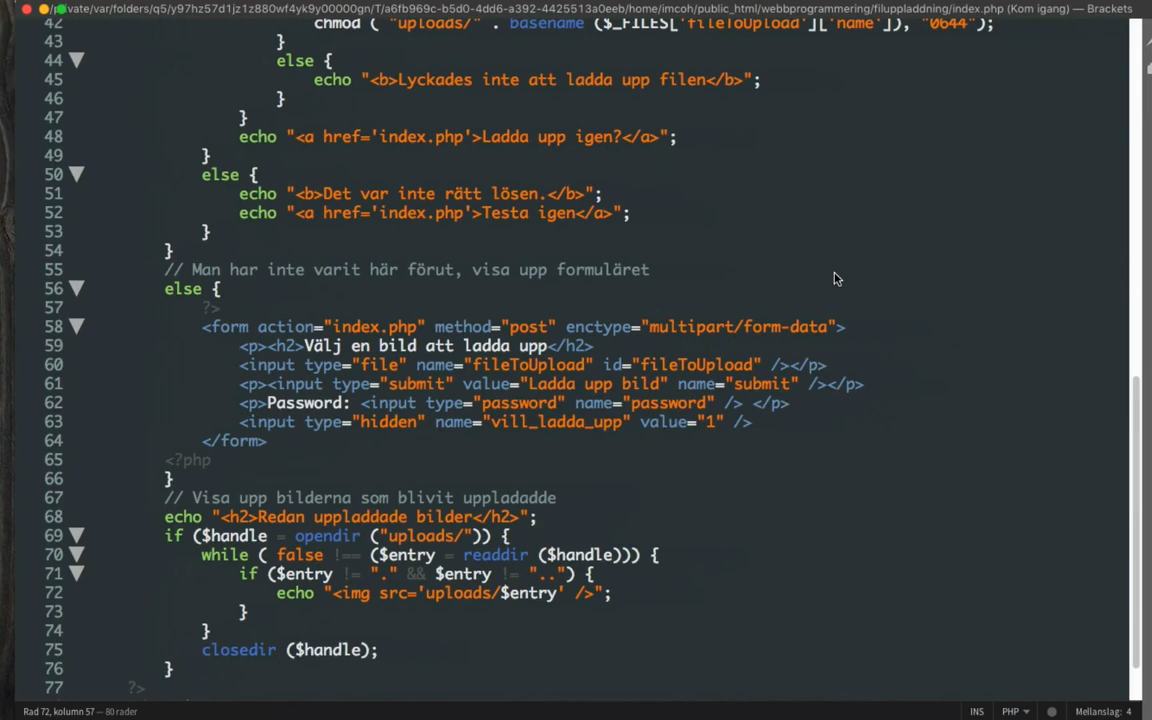 /private/var/folders/q5/y97hz57d1jz1z880wf4yk9y00000gn/T/a6fb969c-b5d0-4dd6-a392-4425513a0eeb/home/imcoh/public_html/webbprogrammering/filuppladdning/index.php (Kom igang) — Brackets
42 chmod ( "uploads/" . basename ($_FILES['fileToUpload']['name']), "0644");
43 }
44 else {
45 echo "<b>Lyckades inte att ladda upp filen</b>";
46 }
47 }
48 echo "<a href='index.php'>Ladda upp igen?</a>";
49 }
50 else {
51 echo "<b>Det var inte rätt lösen.</b>";
52 echo "<a href='index.php'>Testa igen</a>";
53 }
54 }
55 // Man har inte varit här förut, visa upp formuläret
56 else {
57 ?>
58 <form action="index.php" method="post" enctype="multipart/form-data">
59 <p><h2>Välj en bild att ladda upp</h2>
60 <input type="file" name="fileToUpload" id="fileToUpload" /></p>
61 <p><input type="submit" value="Ladda upp bild" name="submit" /></p>
62 <p>Password: <input type="password" name="password" /> </p>
63 <input type="hidden" name="vill_ladda_upp" value="1" />
64 </form>
65 <?php
66 }
67 // Visa upp bilderna som blivit uppladadde
68 echo "<h2>Redan uppladdade bilder</h2>";
69 if ($handle = opendir ("uploads/")) {
70 while ( false !== ($entry = readdir ($handle))) {
71 if ($entry != "." && $entry != "..") {
72 echo "<img src='uploads/$entry' />";
73 }
74 }
75 closedir ($handle);
76 }
77 ?>
Rad 72, kolumn 57 — 80 rader INS PHP Mellanslag: 4